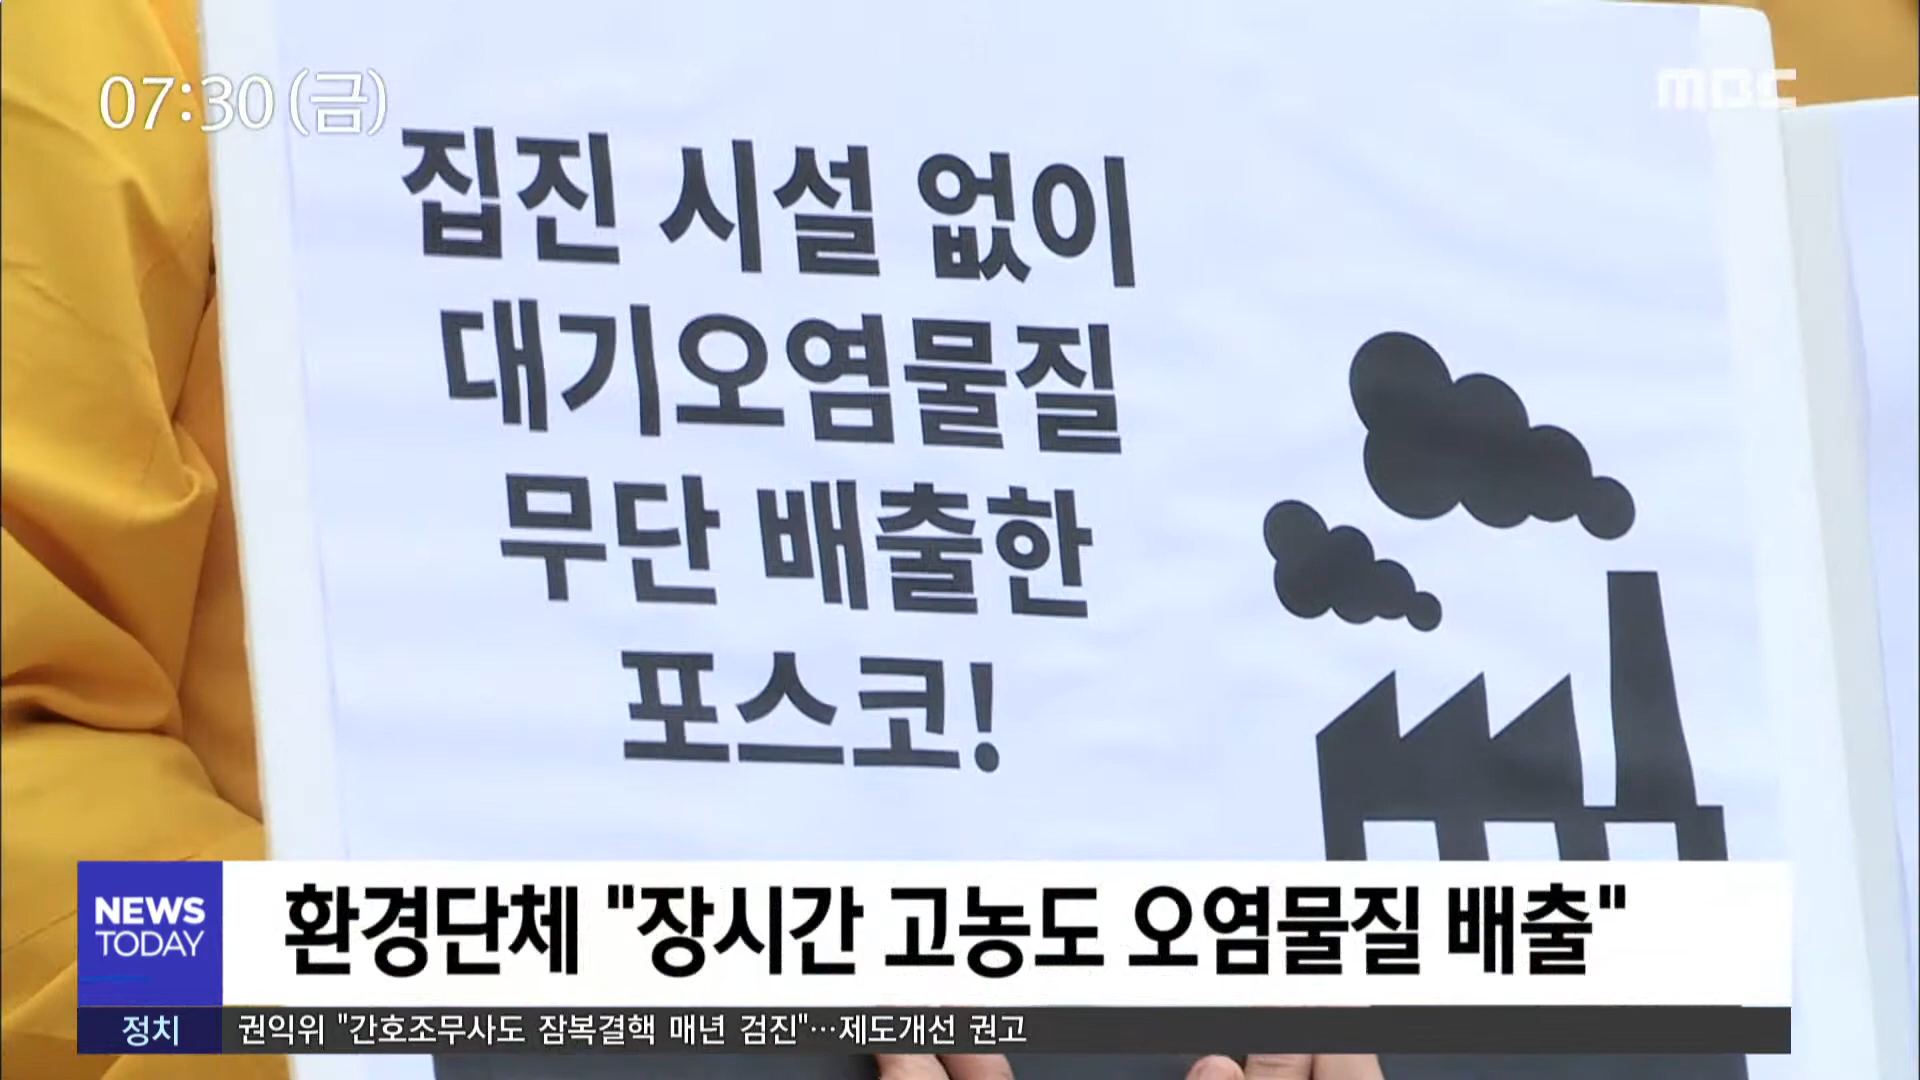 07:30(금)
MBC
집진 시설 없이
대기오염물질
무단 배출한
포스코!
NEWS
TODAY
환경단체 "장시간 고농도 오염물질 배출"
정치
권익위 "간호조무사도 잠복결핵 매년 검진"…제도개선 권고